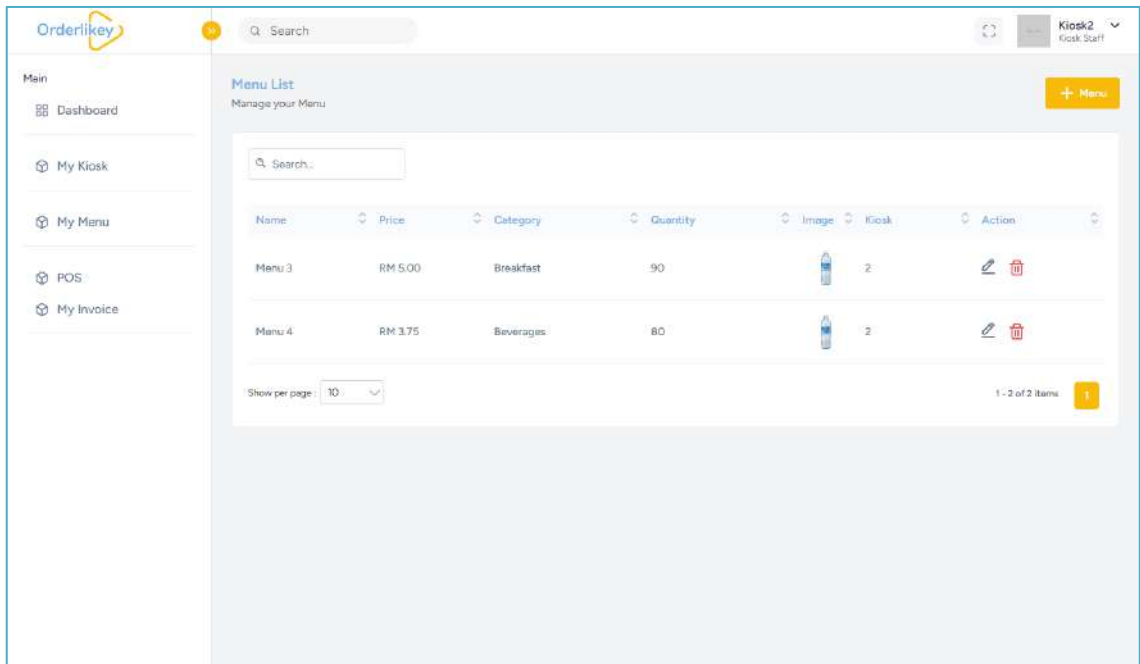 Orderlikey
Search
Kiosk2
Kiosk Staff
Main
Dashboard
My Kiosk
My Menu
POS
My Invoice
Menu List
Manage your Menu
+ Menu
Search...
Name Price Category Quantity Image Kiosk Action
Menu 3 RM 5.00 Breakfast 90 2
Menu 4 RM 3.75 Beverages 80 2
Show per page : 10
1 - 2 of 2 items 1